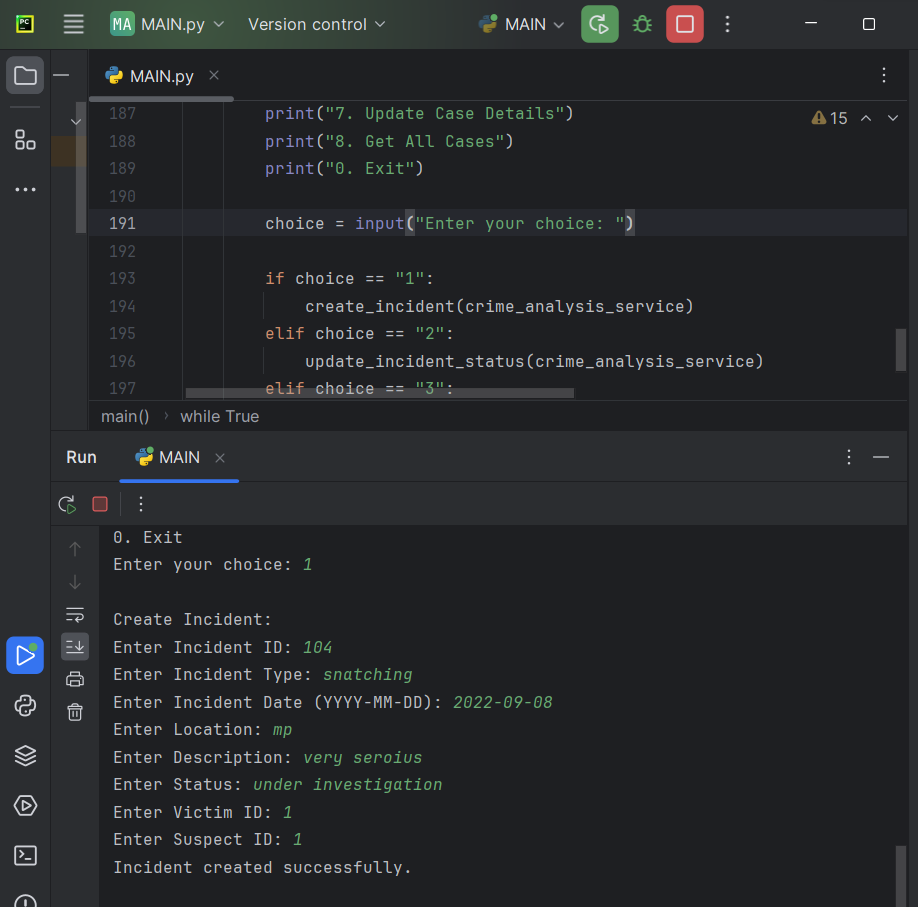 PC
MA MAIN.py Version control MAIN
MAIN.py
187 print("7. Update Case Details")
15
188 print("8. Get All Cases")
189 print("0. Exit")
190
191 choice = input("Enter your choice: ")
192
193 if choice == "1":
194 create_incident(crime_analysis_service)
195 elif choice == "2":
196 update_incident_status(crime_analysis_service)
197 elif choice == "3":
main() › while True
Run MAIN
0. Exit
Enter your choice: 1
Create Incident:
Enter Incident ID: 104
Enter Incident Type: snatching
Enter Incident Date (YYYY-MM-DD): 2022-09-08
Enter Location: mp
Enter Description: very seroius
Enter Status: under investigation
Enter Victim ID: 1
Enter Suspect ID: 1
Incident created successfully.